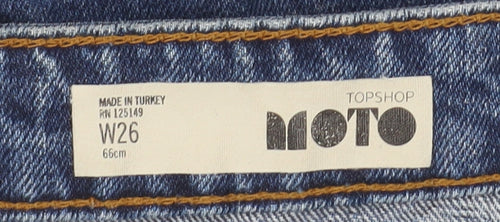 MADE IN TURKEY
RN 125149
W26
66cm
TOPSHOP
MOTO